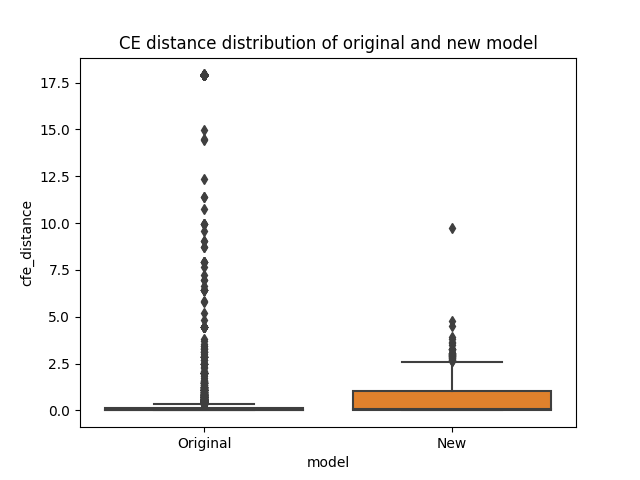 CE distance distribution of original and new model
17.5
15.0
12.5
10.0
7.5
5.0
2.5
0.0
cfe_distance
Original New
model